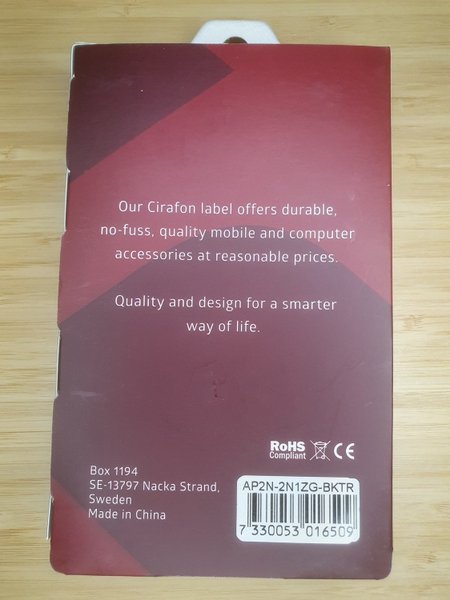 Our Cirafon label offers durable,
no-fuss, quality mobile and computer
accessories at reasonable prices.
Quality and design for a smarter
way of life.
RoHS
Compliant
CE
Box 1194
SE-13797 Nacka Strand,
Sweden
Made in China
AP2N-2N1ZG-BKTR
7 330053 016509